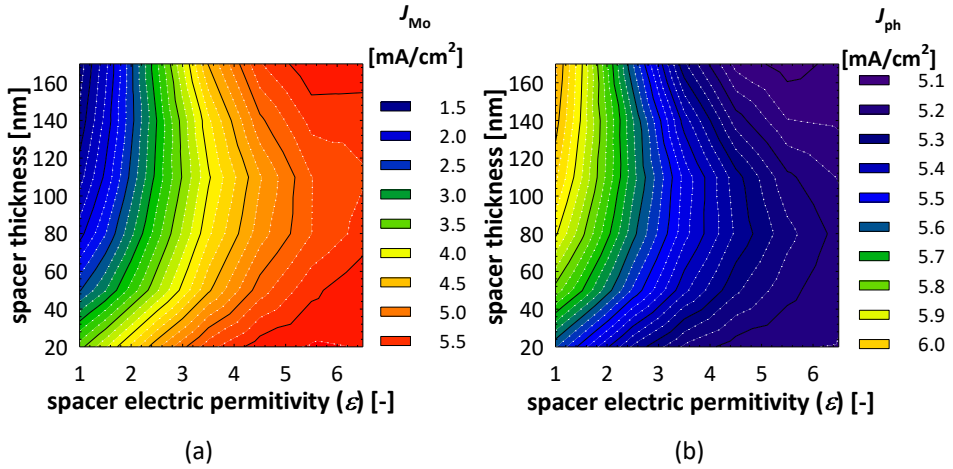 (a)
J_Mo
[mA/cm²]
160
140
120
100
80
60
40
20
spacer thickness [nm]
1 2 3 4 5 6
spacer electric permitivity (ε) [-]
1.5
2.0
2.5
3.0
3.5
4.0
4.5
5.0
5.5
(a)
(b)
J_ph
[mA/cm²]
160
140
120
100
80
60
40
20
spacer thickness [nm]
1 2 3 4 5 6
spacer electric permitivity (ε) [-]
5.1
5.2
5.3
5.4
5.5
5.6
5.7
5.8
5.9
6.0
(b)